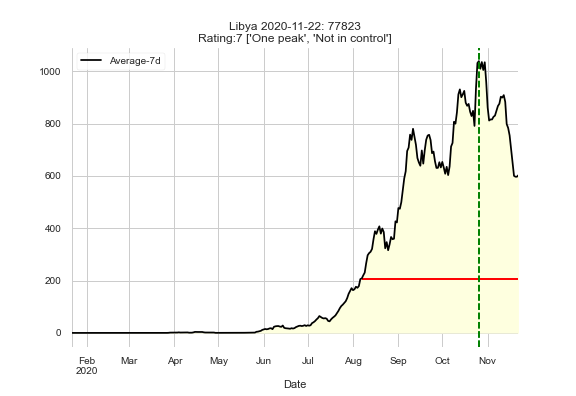 Libya 2020-11-22: 77823
Rating:7 ['One peak', 'Not in control']
Average-7d
1000
800
600
400
200
0
Feb Mar Apr May Jun Jul Aug Sep Oct Nov
2020
Date